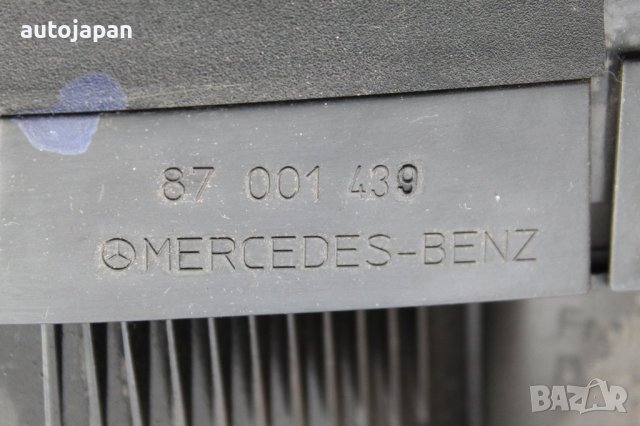 autojapan
87 001 439
MERCEDES-BENZ
BAZAR